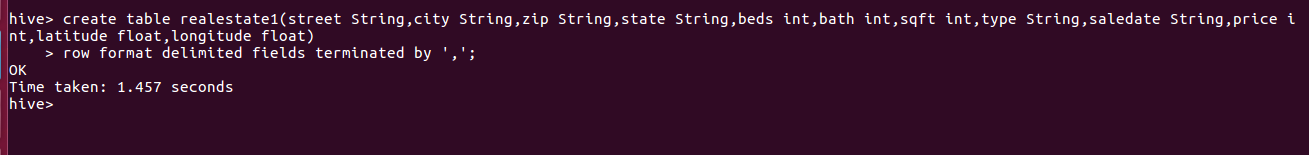 hive> create table realestate1(street String,city String,zip String,state String,beds int,bath int,sqft int,type String,saledate String,price i
nt,latitude float,longitude float)
    > row format delimited fields terminated by ',';
OK
Time taken: 1.457 seconds
hive>